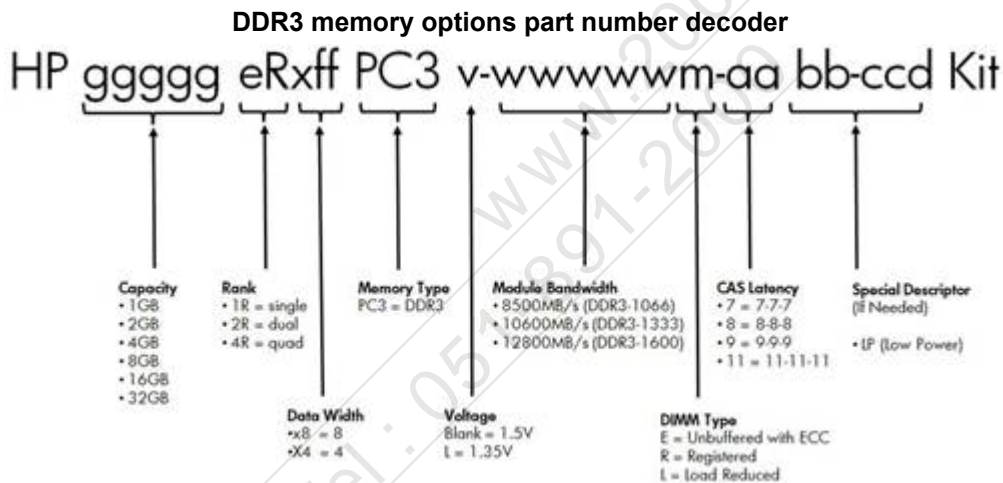 DDR3 memory options part number decoder
HP ggggg eRxff PC3 v-wwwwwm-aa bb-ccd Kit
Capacity
• 1GB
• 2GB
• 4GB
• 8GB
• 16GB
• 32GB
Rank
• 1R = single
• 2R = dual
• 4R = quad
Memory Type
PC3 = DDR3
Module Bandwidth
• 8500MB/s (DDR3-1066)
• 10600MB/s (DDR3-1333)
• 12800MB/s (DDR3-1600)
CAS Latency
• 7 = 7-7-7
• 8 = 8-8-8
• 9 = 9-9-9
• 11 = 11-11-11
Special Descriptor
(If Needed)
• LP (Low Power)
Data Width
•x8 = 8
•X4 = 4
Voltage
Blank = 1.5V
L = 1.35V
DIMM Type
E = Unbuffered with ECC
R = Registered
L = Load Reduced